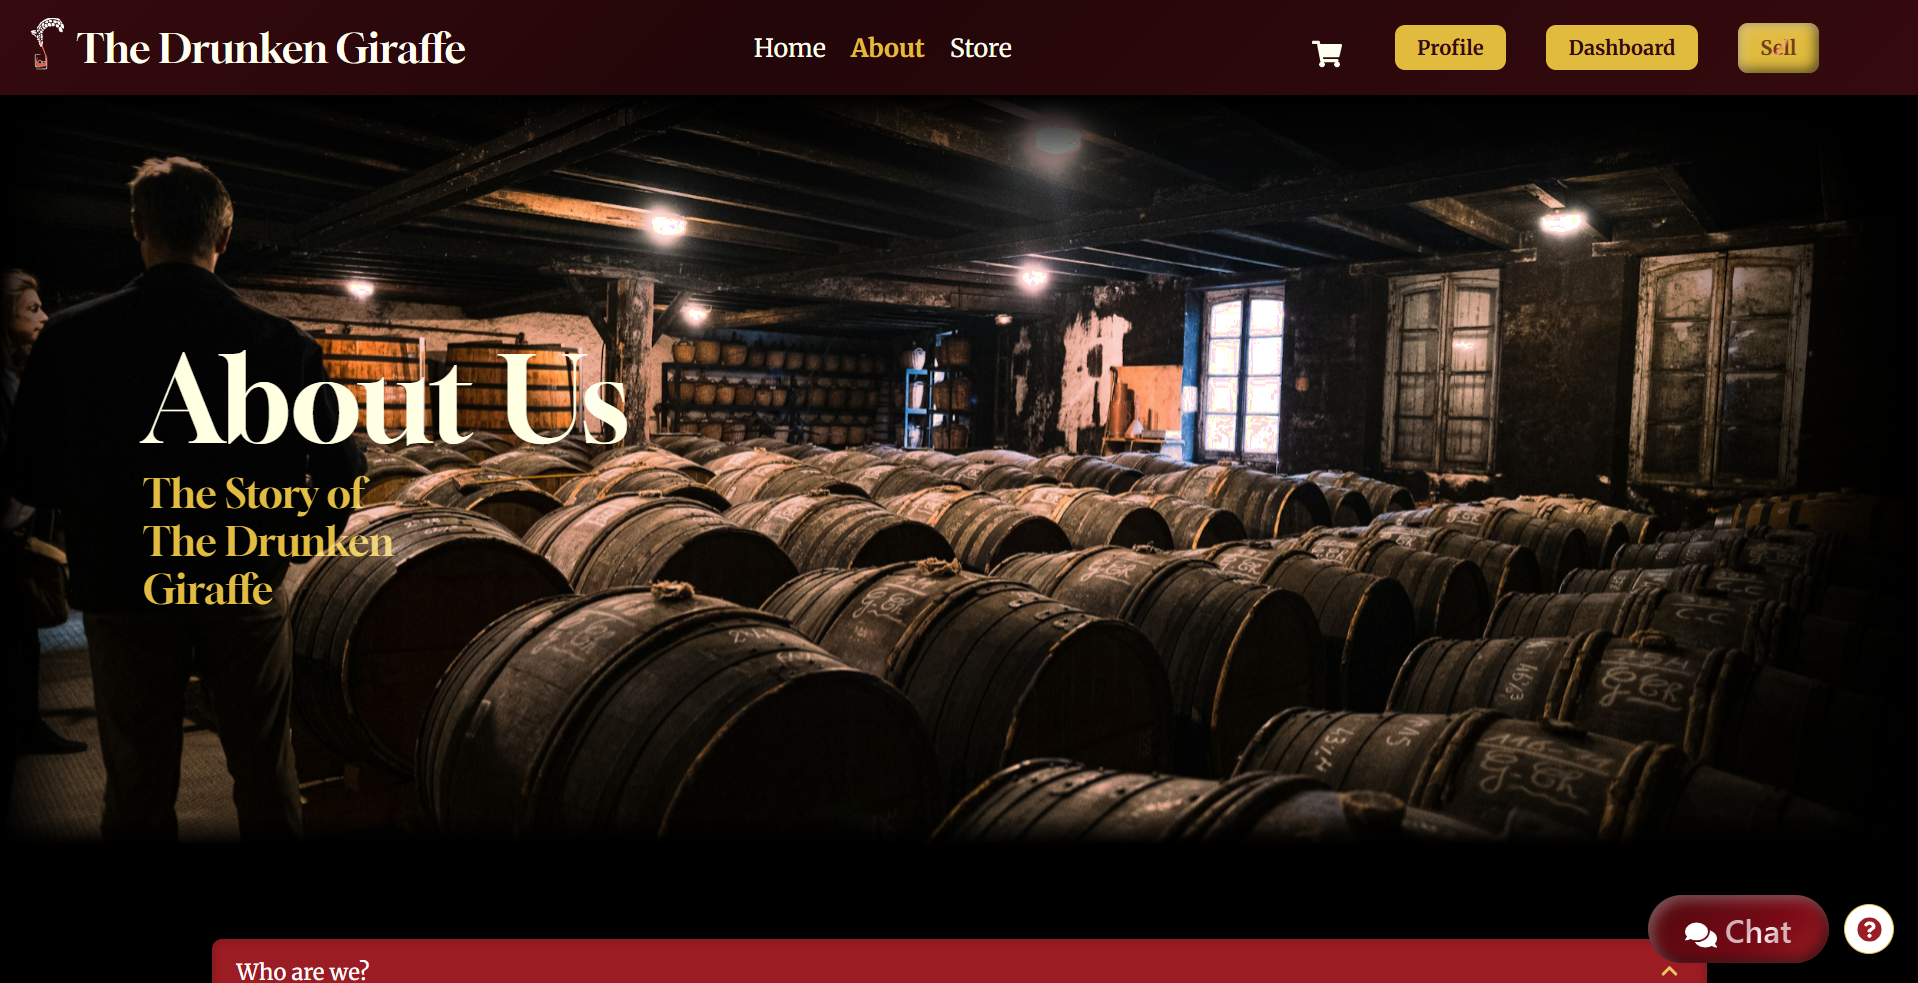 The Drunken Giraffe
Home About Store
Profile Dashboard Sell
About Us
The Story of
The Drunken
Giraffe
Chat
?
Who are we?